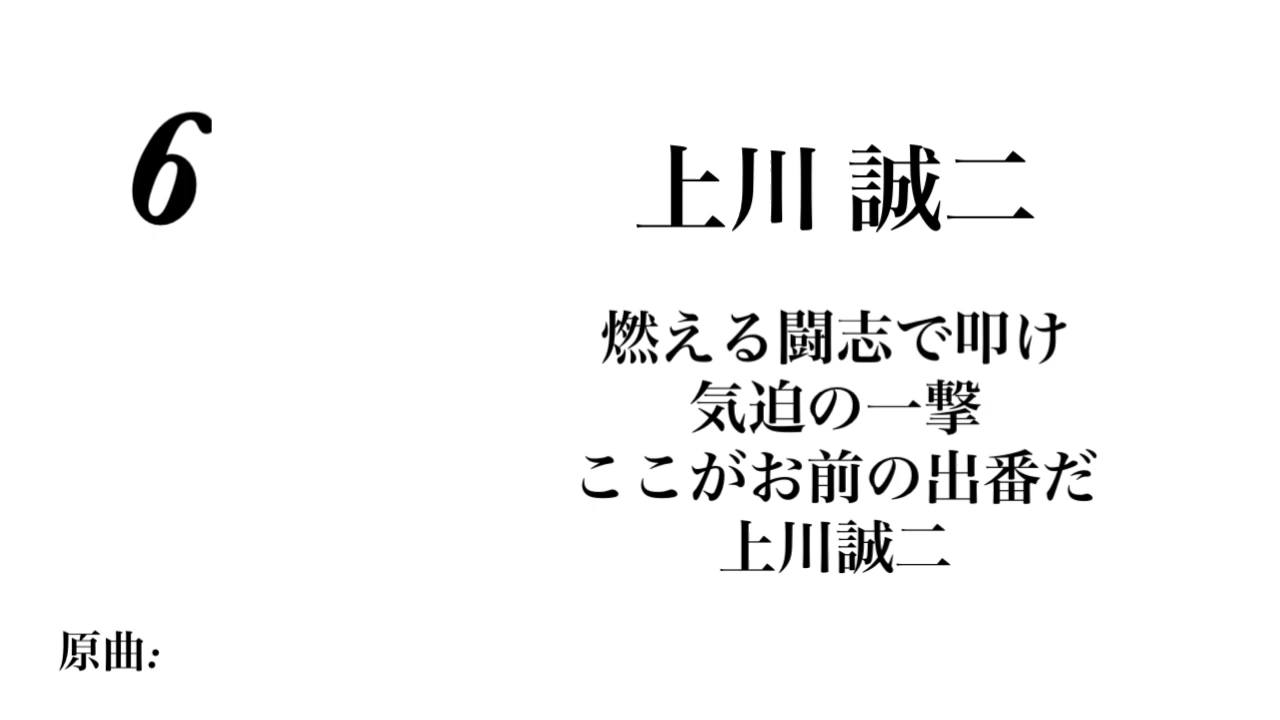 6
上川 誠二
燃える闘志で叩け
気迫の一撃
ここがお前の出番だ
上川誠二
原曲: